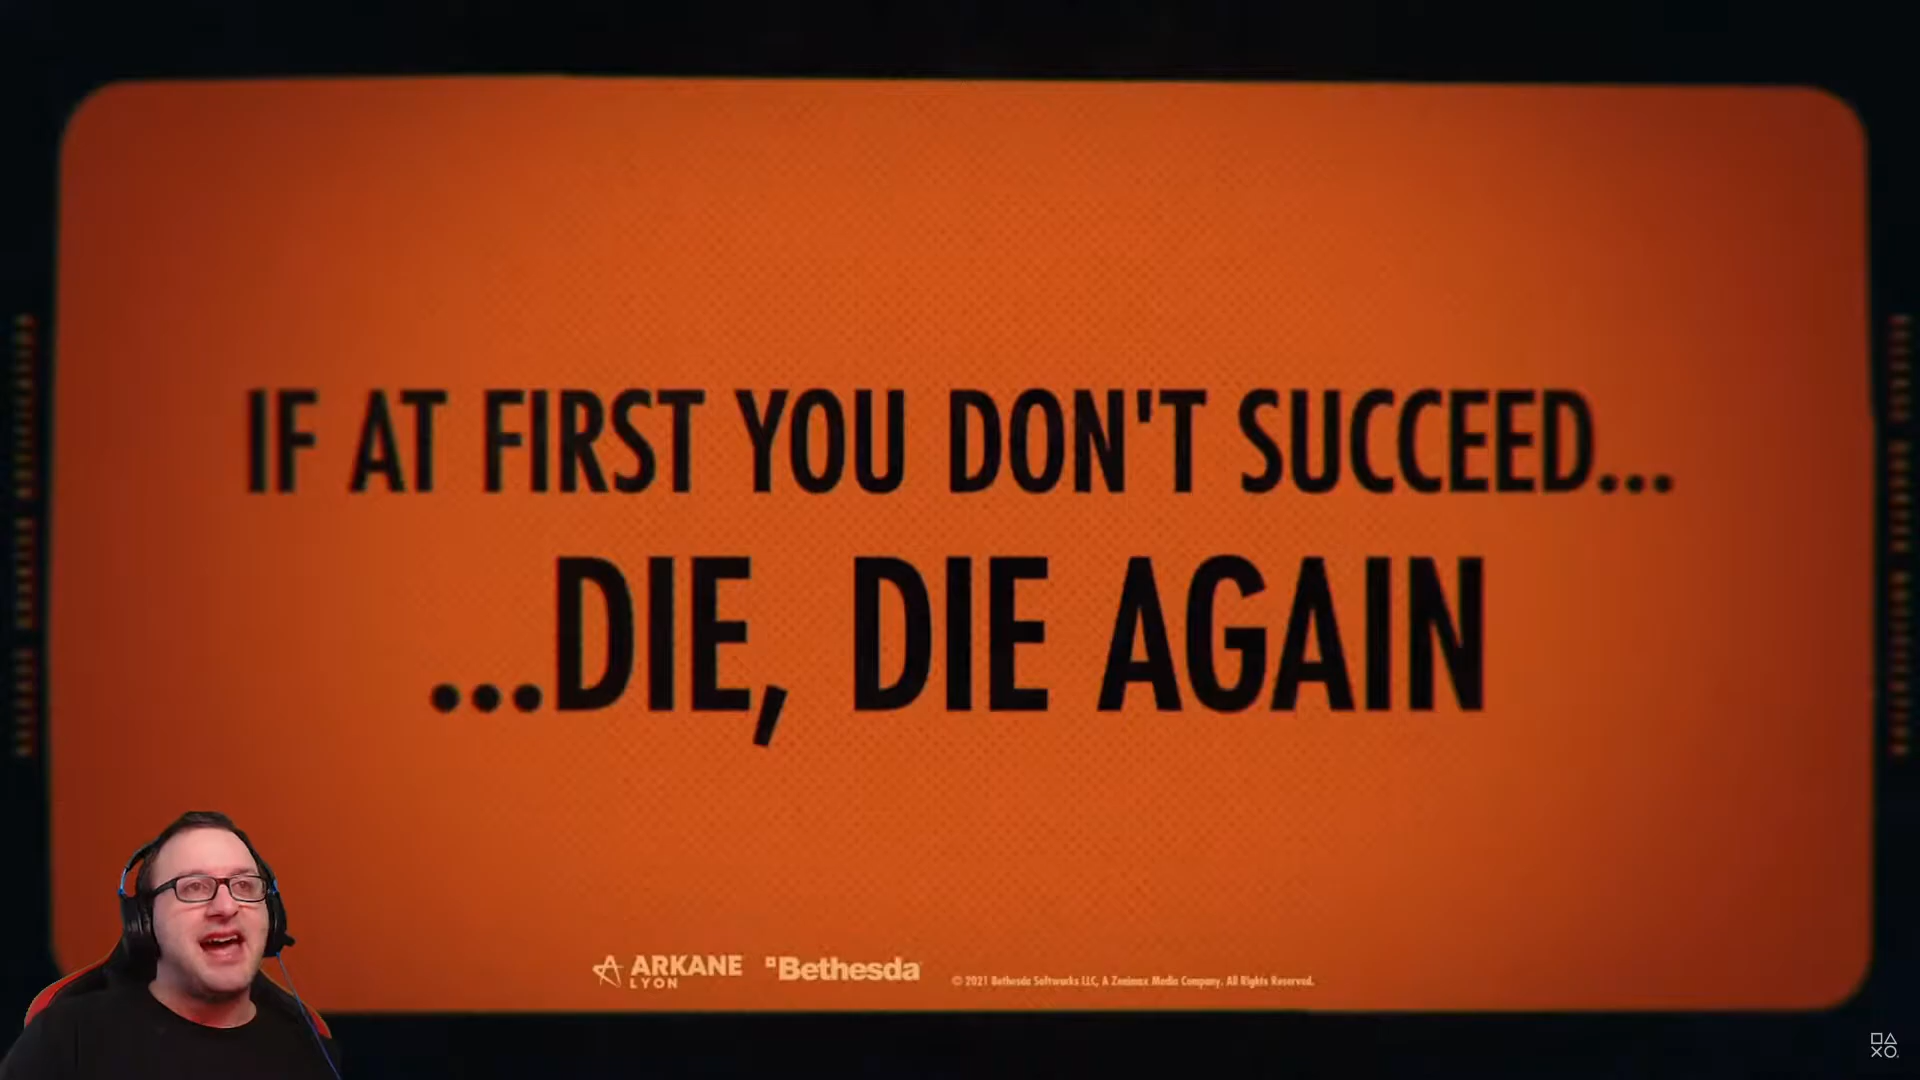 IF AT FIRST YOU DON'T SUCCEED...
...DIE, DIE AGAIN
ARKANE
LYON
Bethesda
© 2021 Bethesda Softworks LLC, A Zenimax Media Company. All Rights Reserved.